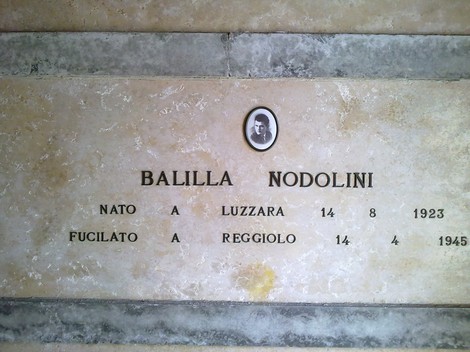 BALILLA NODOLINI
NATO A LUZZARA 14 8 1923
FUCILATO A REGGIOLO 14 4 1945